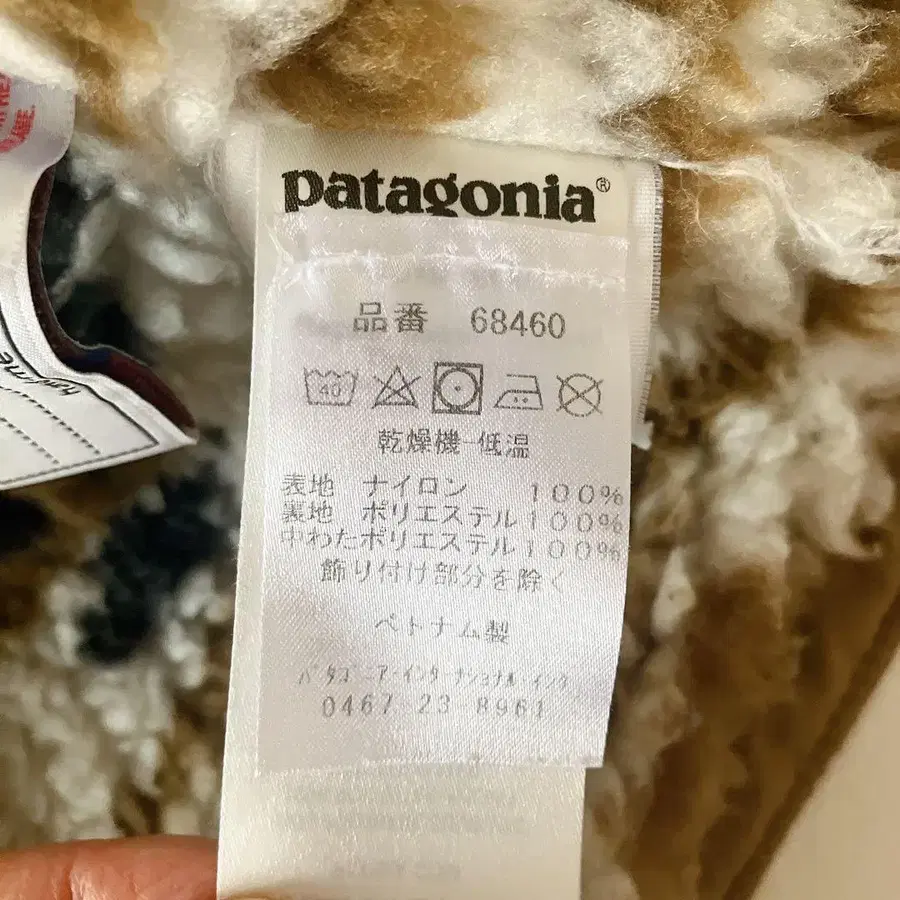 patagonia®
品番 68460
40
乾燥機-低温
表地 ナイロン 100%
裏地 ポリエステル100%
中わたポリエステル100%
飾り付け部分を除く
ベトナム製
パタゴニア・インターナショナル・インク
0467 23-8961